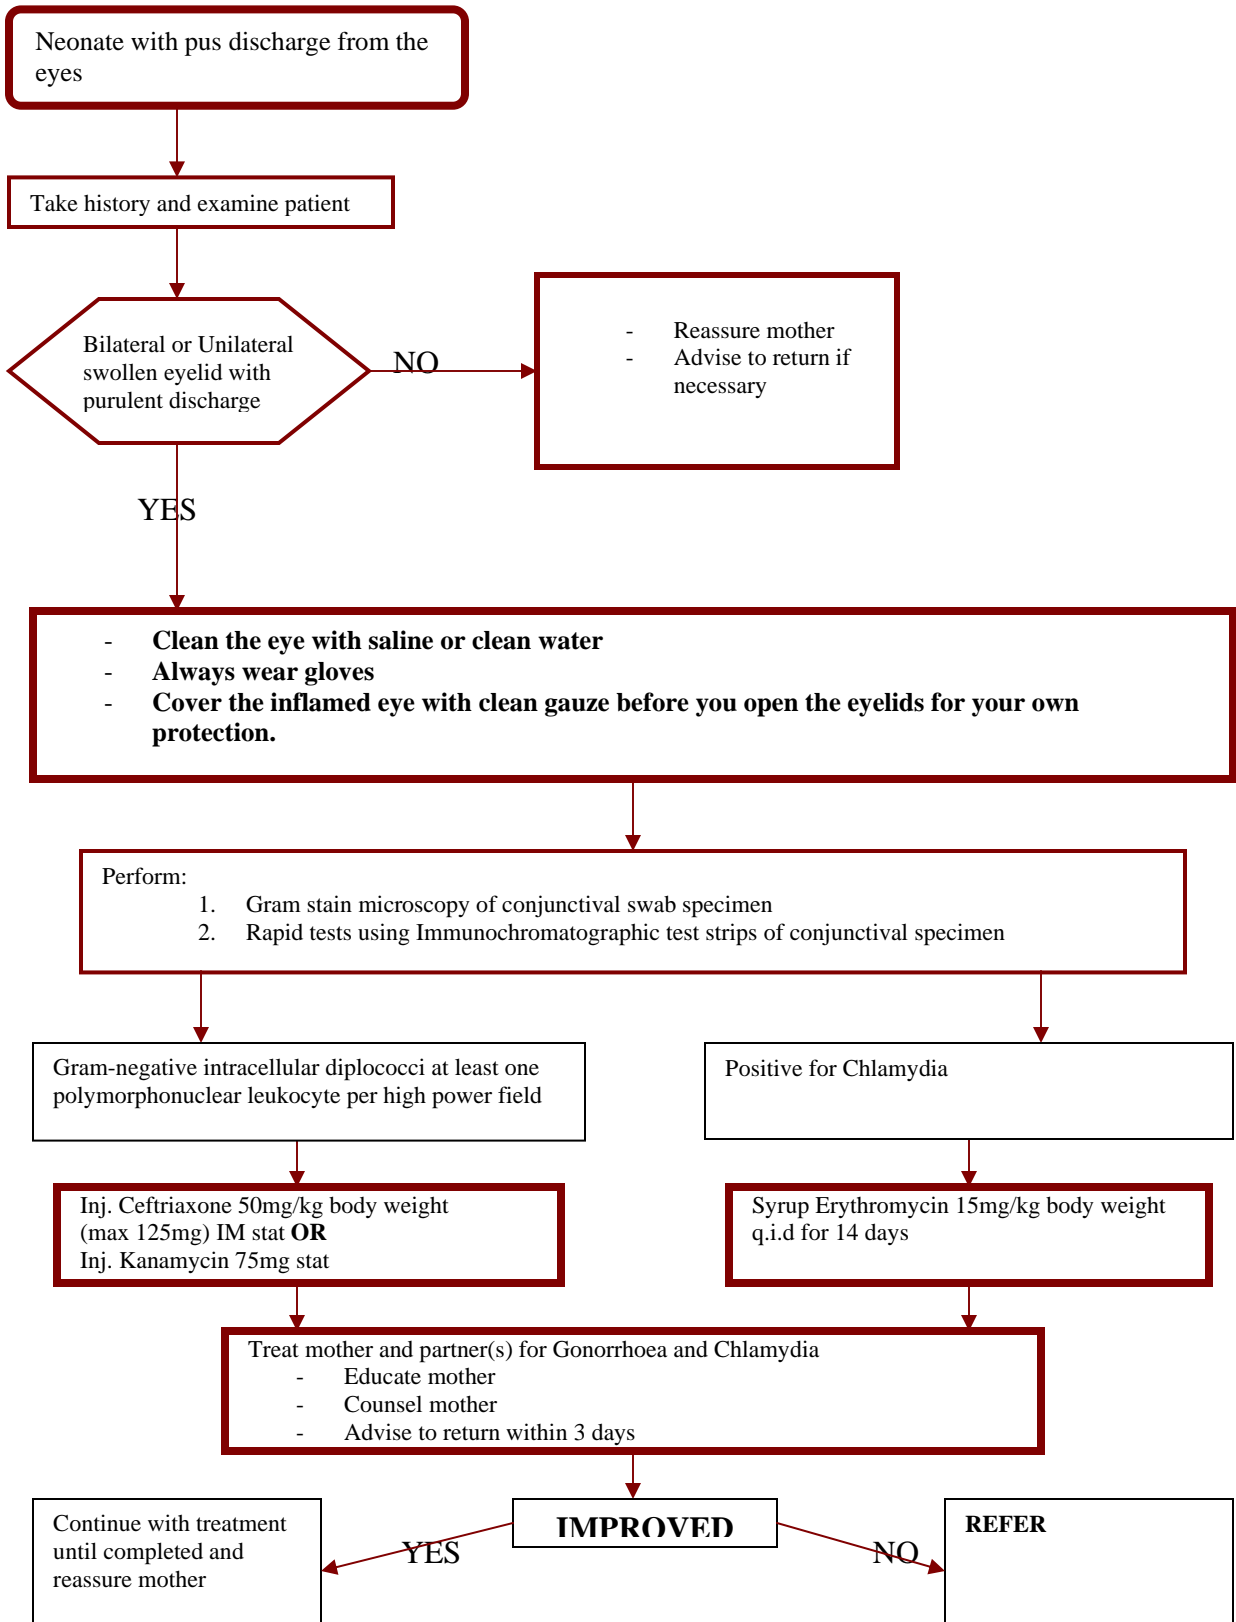 Neonate with pus discharge from the
eyes
Take history and examine patient
Bilateral or Unilateral
swollen eyelid with
purulent discharge
NO
- Reassure mother
- Advise to return if
necessary
YES
- Clean the eye with saline or clean water
- Always wear gloves
- Cover the inflamed eye with clean gauze before you open the eyelids for your own
protection.
Perform:
1. Gram stain microscopy of conjunctival swab specimen
2. Rapid tests using Immunochromatographic test strips of conjunctival specimen
Gram-negative intracellular diplococci at least one
polymorphonuclear leukocyte per high power field
Positive for Chlamydia
Inj. Ceftriaxone 50mg/kg body weight
(max 125mg) IM stat OR
Inj. Kanamycin 75mg stat
Syrup Erythromycin 15mg/kg body weight
q.i.d for 14 days
Treat mother and partner(s) for Gonorrhoea and Chlamydia
- Educate mother
- Counsel mother
- Advise to return within 3 days
IMPROVED
YES
NO
Continue with treatment
until completed and
reassure mother
REFER